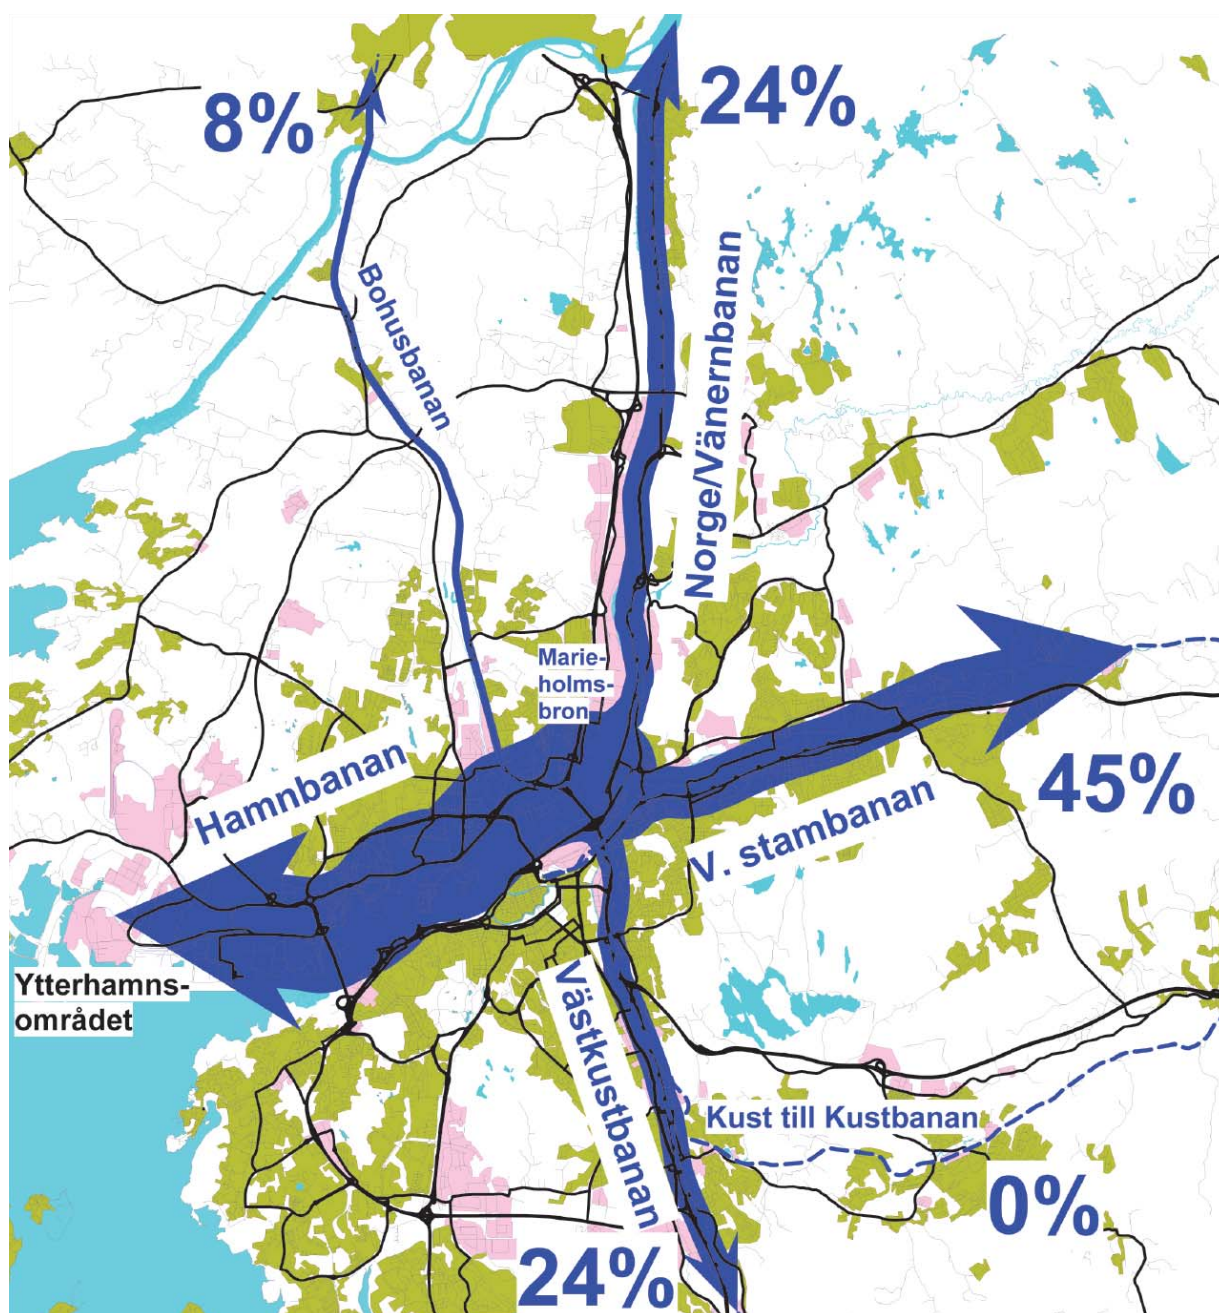 8%
24%
Bohusbanan
Norge/Vänernbanan
Marie-
holms-
bron
Hamnbanan
45%
V. stambanan
Ytterhamns-
området
Västkustbanan
Kust till Kustbanan
0%
24%